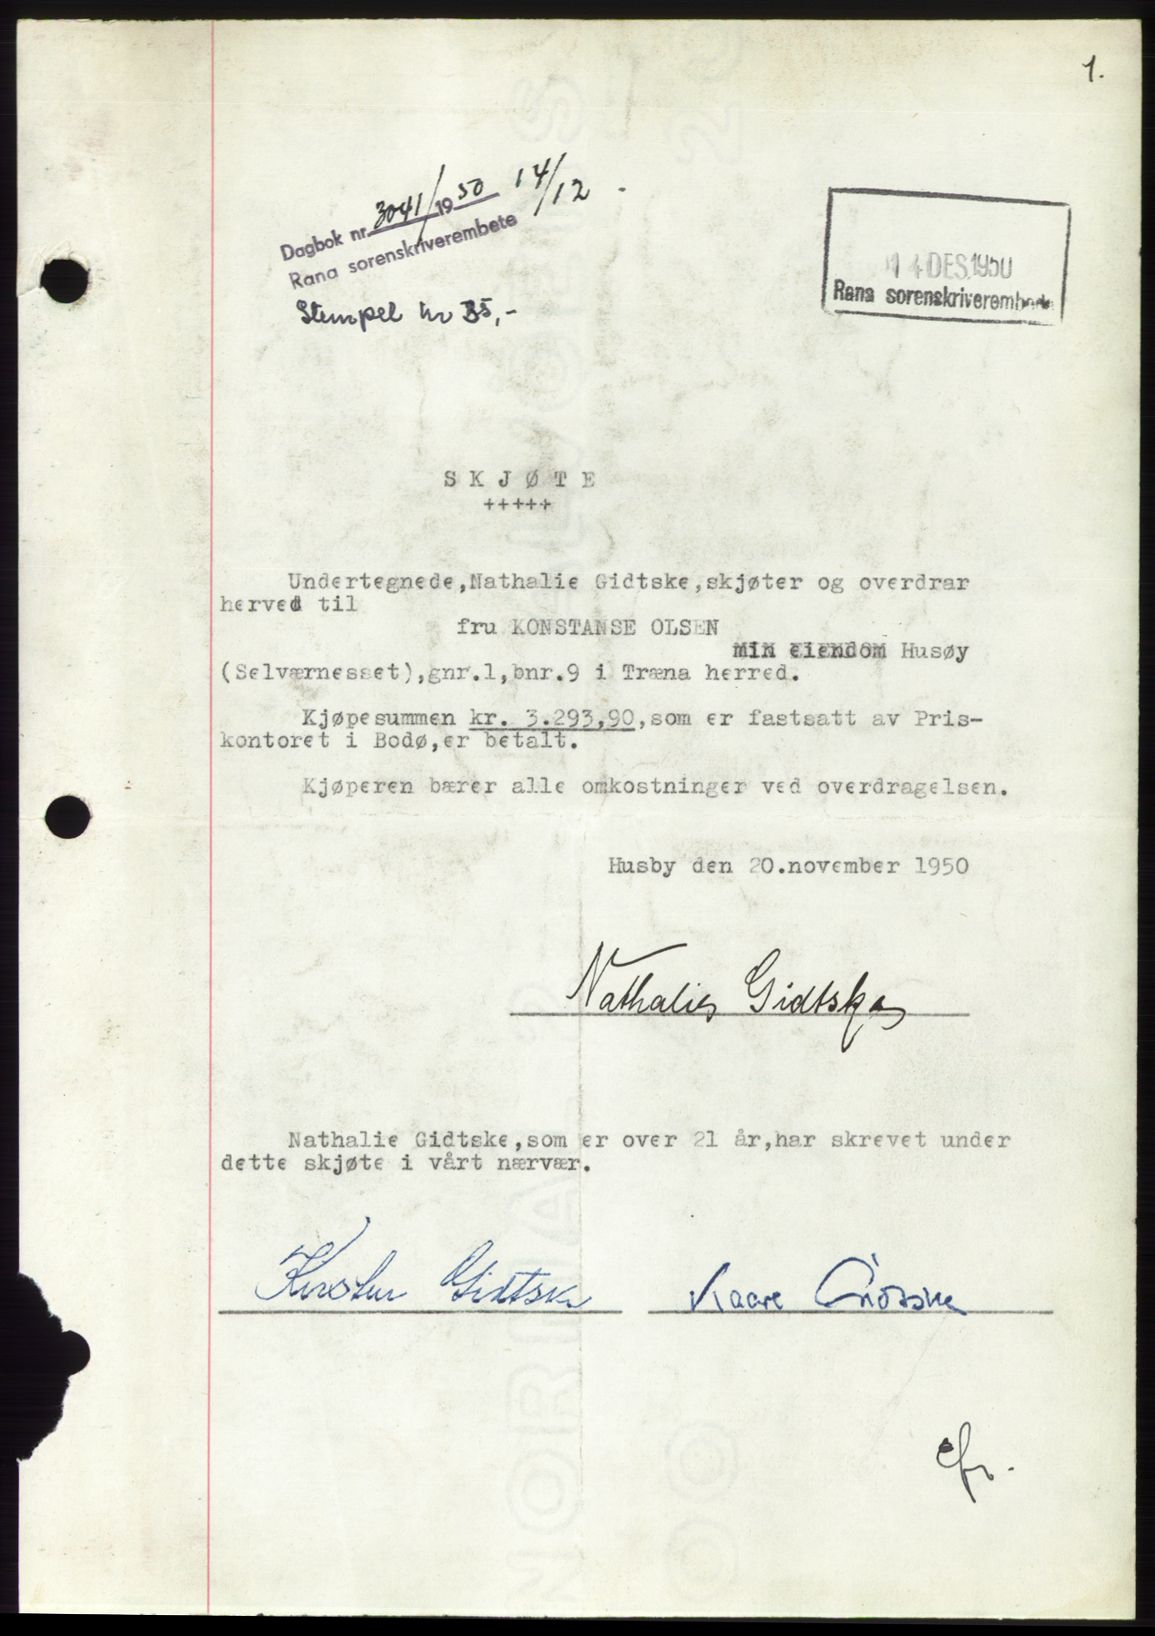 1.
Dagbok nr 3041/1950 14/12
Rana sorenskriverembete
Stempel kr 35,-
14 DES. 1950
Rana sorenskriverembete
S K J Ø T E
+++++
Undertegnede,Nathalie Gidtske,skjøter og overdrar
herved til
fru KONSTANSE OLSEN
min eiendom Husøy
(Selværnesset),gnr.1,bnr.9 i Træna herred.
Kjøpesummen kr. 3.293,90,som er fastsatt av Pris-
kontoret i Bodø,er betalt.
Kjøperen bærer alle omkostninger ved overdragelsen.
Husby den 20.november 1950
Nathalie Gidtske
Nathalie Gidtske,som er over 21 år,har skrevet under
dette skjøte i vårt nærvær.
Gidtske Kaare